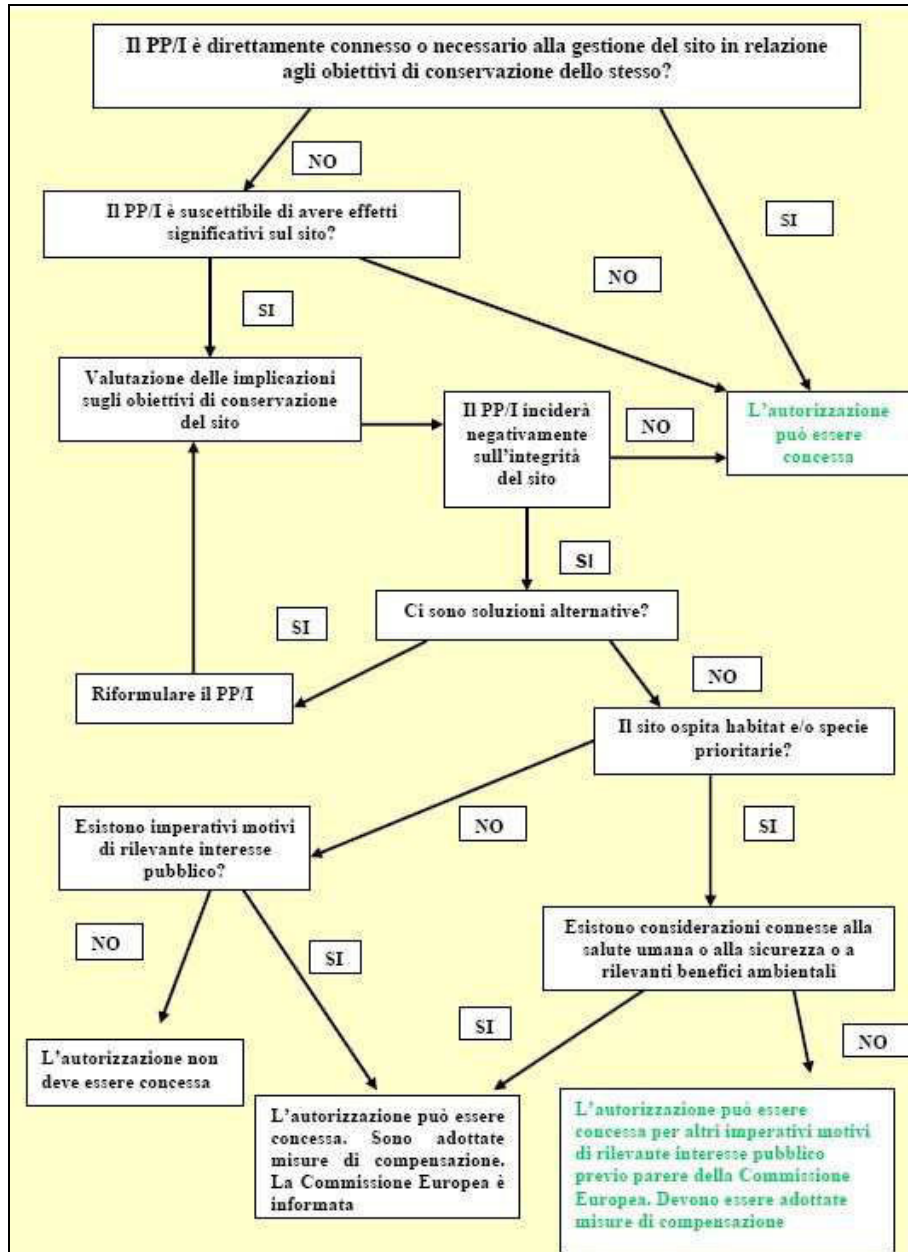 Il PP/I è direttamente connesso o necessario alla gestione del sito in relazione
agli obiettivi di conservazione dello stesso?
NO
SI
Il PP/I è suscettibile di avere effetti
significativi sul sito?
NO
SI
Valutazione delle implicazioni
sugli obiettivi di conservazione
del sito
Il PP/I inciderà
negativamente
sull'integrità
del sito
NO
L'autorizzazione
può essere
concessa
SI
Ci sono soluzioni alternative?
SI
NO
Riformulare il PP/I
Il sito ospita habitat e/o specie
prioritarie?
NO
SI
Esistono imperativi motivi
di rilevante interesse
pubblico?
Esistono considerazioni connesse alla
salute umana o alla sicurezza o a
rilevanti benefici ambientali
NO
SI
SI
NO
L'autorizzazione non
deve essere concessa
L'autorizzazione può essere
concessa. Sono adottate
misure di compensazione.
La Commissione Europea è
informata
L'autorizzazione può essere
concessa per altri imperativi motivi
di rilevante interesse pubblico
previo parere della Commissione
Europea. Devono essere adottate
misure di compensazione